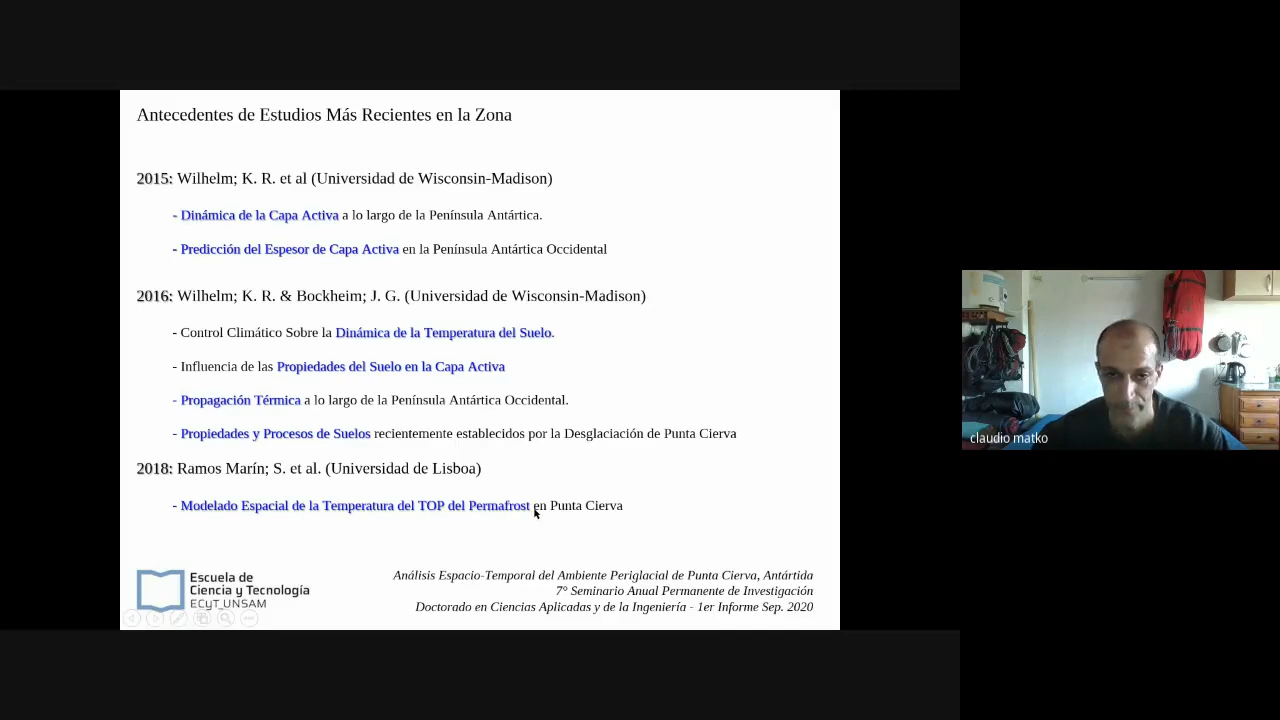 Antecedentes de Estudios Más Recientes en la Zona
2015: Wilhelm; K. R. et al (Universidad de Wisconsin-Madison)
- Dinámica de la Capa Activa a lo largo de la Península Antártica.
- Predicción del Espesor de Capa Activa en la Península Antártica Occidental
2016: Wilhelm; K. R. & Bockheim; J. G. (Universidad de Wisconsin-Madison)
- Control Climático Sobre la Dinámica de la Temperatura del Suelo.
- Influencia de las Propiedades del Suelo en la Capa Activa
- Propagación Térmica a lo largo de la Península Antártica Occidental.
- Propiedades y Procesos de Suelos recientemente establecidos por la Desglaciación de Punta Cierva
2018: Ramos Marín; S. et al. (Universidad de Lisboa)
- Modelado Espacial de la Temperatura del TOP del Permafrost en Punta Cierva
Escuela de
Ciencia y Tecnología
ECyT_UNSAM
Análisis Espacio-Temporal del Ambiente Periglacial de Punta Cierva, Antártida
7° Seminario Anual Permanente de Investigación
Doctorado en Ciencias Aplicadas y de la Ingeniería - 1er Informe Sep. 2020
claudio matko